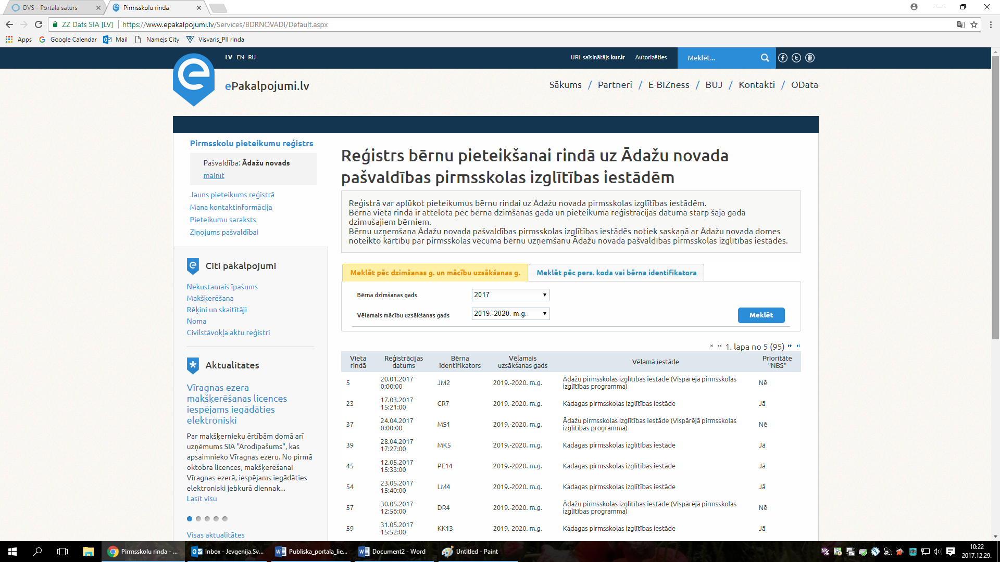 DVS - Portāla saturs
Pirmsskolu rinda
ZZ Dats SIA [LV]
https://www.epakalpojumi.lv/Services/BDRNOVADI/Default.aspx
Apps
Google Calendar
Mail
Namejs City
Visvaris_PII rinda
LV EN RU
URL saīsinātājs kur.ir
Autorizēties
Meklēt...
ePakalpojumi.lv
Sākums / Partneri / E-BIZness / BUJ / Kontakti / OData
Pirmsskolu pieteikumu reģistrs
Pašvaldība: Ādažu novads
mainīt
Jauns pieteikums reģistrā
Mana kontaktinformācija
Pieteikumu saraksts
Ziņojums pašvaldībai
Citi pakalpojumi
Nekustamais īpašums
Makšķerēšana
Rēķini un skaitītāji
Noma
Civilstāvokļa aktu reģistri
Aktualitātes
Vīragnas ezera
makšķerēšanas licences
iespējams iegādāties
elektroniski
Par makšķernieku ērtībām domā arī
uzņēmums SIA "Arodīpašums", kas
apsaimnieko Vīragnas ezeru. No pirmā
oktobra licences, makšķerēšanai
Vīragnas ezerā, iespējams iegādāties
elektroniski jebkurā diennak...
Lasīt visu
Visas aktualitātes
Reģistrs bērnu pieteikšanai rindā uz Ādažu novada
pašvaldības pirmsskolas izglītības iestādēm
Reģistrā var aplūkot pieteikumus bērnu rindai uz Ādažu novada pirmsskolas izglītības iestādēm.
Bērna vieta rindā ir attēlota pēc bērna dzimšanas gada un pieteikuma reģistrācijas datuma starp šajā gadā
dzimušajiem bērniem.
Bērnu uzņemšana Ādažu novada pašvaldības pirmsskolas izglītības iestādēs notiek saskaņā ar Ādažu novada domes
noteikto kārtību par pirmsskolas vecuma bērnu uzņemšanu Ādažu novada pašvaldības pirmsskolas izglītības iestādēs.
Meklēt pēc dzimšanas g. un mācību uzsākšanas g.
Meklēt pēc pers. koda vai bērna identifikatora
Bērna dzimšanas gads 2017
Vēlamais mācību uzsākšanas gads 2019.-2020. m.g.
Meklēt
1. lapa no 5 (95)
Vieta rindā Reģistrācijas datums Bērna identifikators Vēlamais uzsākšanas gads Vēlamā iestāde Prioritāte "NBS"
5 20.01.2017 0:00:00 JM2 2019.-2020. m.g. Ādažu pirmsskolas izglītības iestāde (Vispārējā pirmsskolas izglītības programma) Nē
23 17.03.2017 15:21:00 CR7 2019.-2020. m.g. Kadagas pirmsskolas izglītības iestāde Jā
37 24.04.2017 0:00:00 MS1 2019.-2020. m.g. Ādažu pirmsskolas izglītības iestāde (Vispārējā pirmsskolas izglītības programma) Nē
39 28.04.2017 17:27:00 MK5 2019.-2020. m.g. Kadagas pirmsskolas izglītības iestāde Jā
45 12.05.2017 15:33:00 PE14 2019.-2020. m.g. Kadagas pirmsskolas izglītības iestāde Jā
54 23.05.2017 15:40:00 LM4 2019.-2020. m.g. Kadagas pirmsskolas izglītības iestāde Jā
57 30.05.2017 12:56:00 DR4 2019.-2020. m.g. Ādažu pirmsskolas izglītības iestāde (Vispārējā pirmsskolas izglītības programma) Nē
59 31.05.2017 15:52:00 KK13 2019.-2020. m.g. Kadagas pirmsskolas izglītības iestāde Jā
Pirmsskolu rinda - ...
Inbox - Jevgenija.Sv...
Publiska_portala_lie...
Document2 - Word
Untitled - Paint
10:22
2017.12.29.